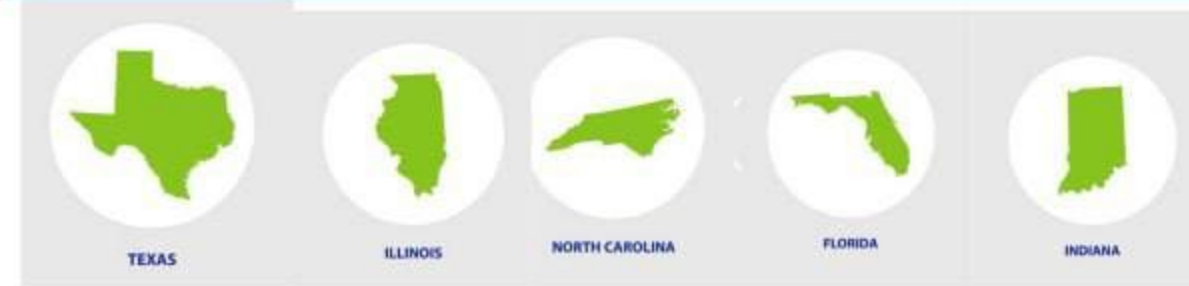 TEXAS
ILLINOIS
NORTH CAROLINA
FLORIDA
INDIANA